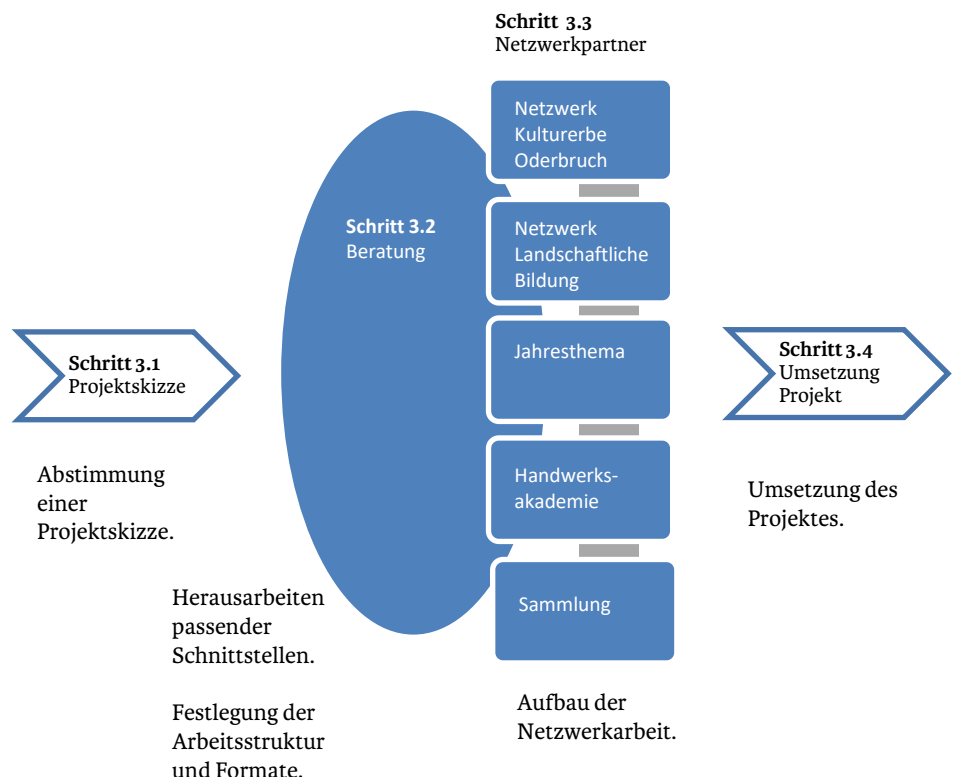 Schritt 3.1
Projektskizze
Abstimmung
einer
Projektskizze.
Schritt 3.2
Beratung
Herausarbeiten
passender
Schnittstellen.
Festlegung der
Arbeitsstruktur
und Formate.
Schritt 3.3
Netzwerkpartner
Netzwerk
Kulturerbe
Oderbruch
Netzwerk
Landschaftliche
Bildung
Jahresthema
Handwerks-
akademie
Sammlung
Aufbau der
Netzwerkarbeit.
Schritt 3.4
Umsetzung
Projekt
Umsetzung des
Projektes.